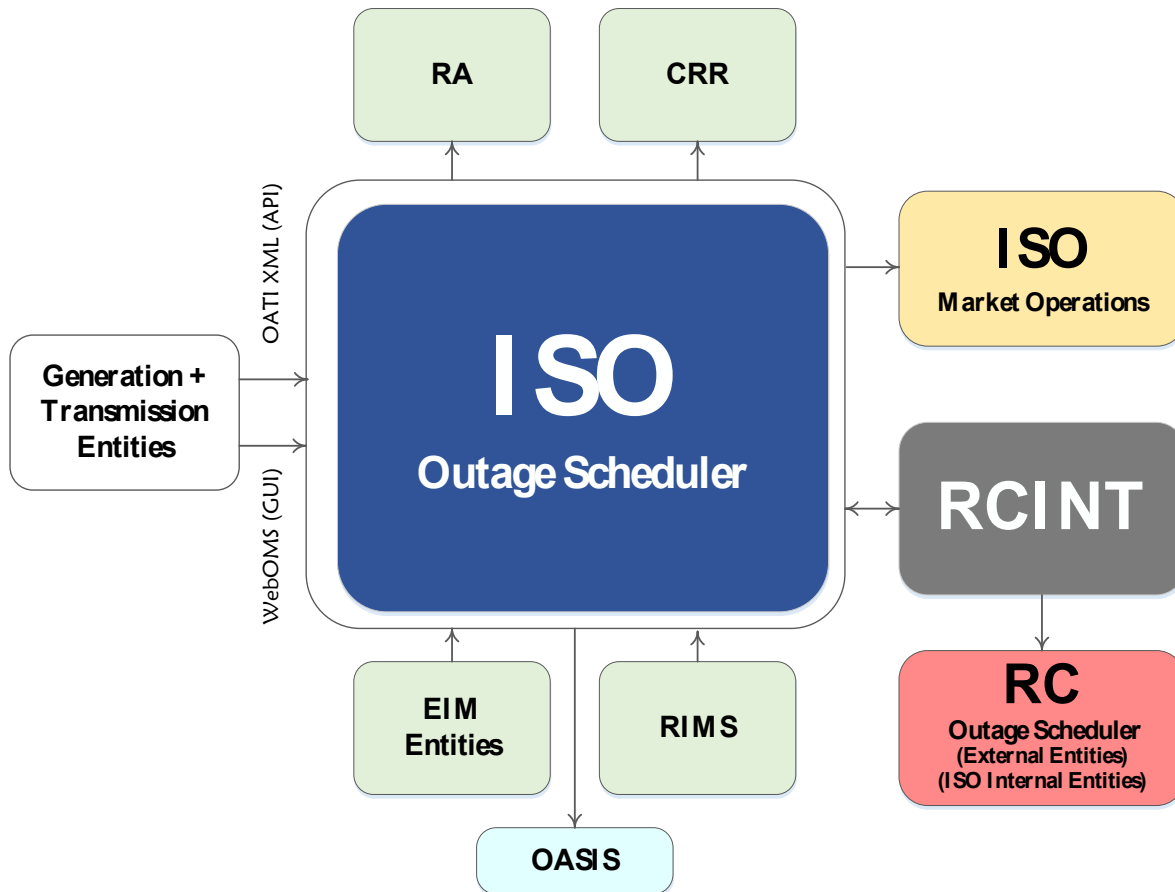 RA
CRR
OATI XML (API)
ISO
Market Operations
Generation +
Transmission
Entities
ISO
Outage Scheduler
WebOMS (GUI)
RCINT
EIM
Entities
RIMS
RC
Outage Scheduler
(External Entities)
(ISO Internal Entities)
OASIS